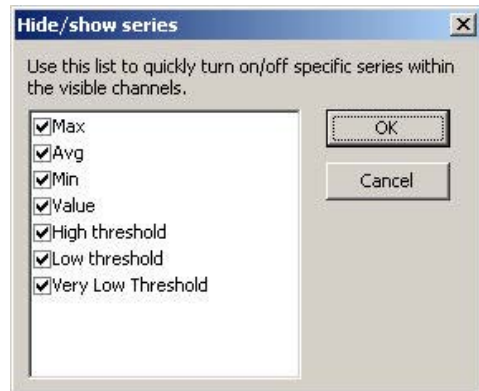 Hide/show series
Use this list to quickly turn on/off specific series within
the visible channels.
Max
Avg
Min
Value
High threshold
Low threshold
Very Low Threshold
OK
Cancel